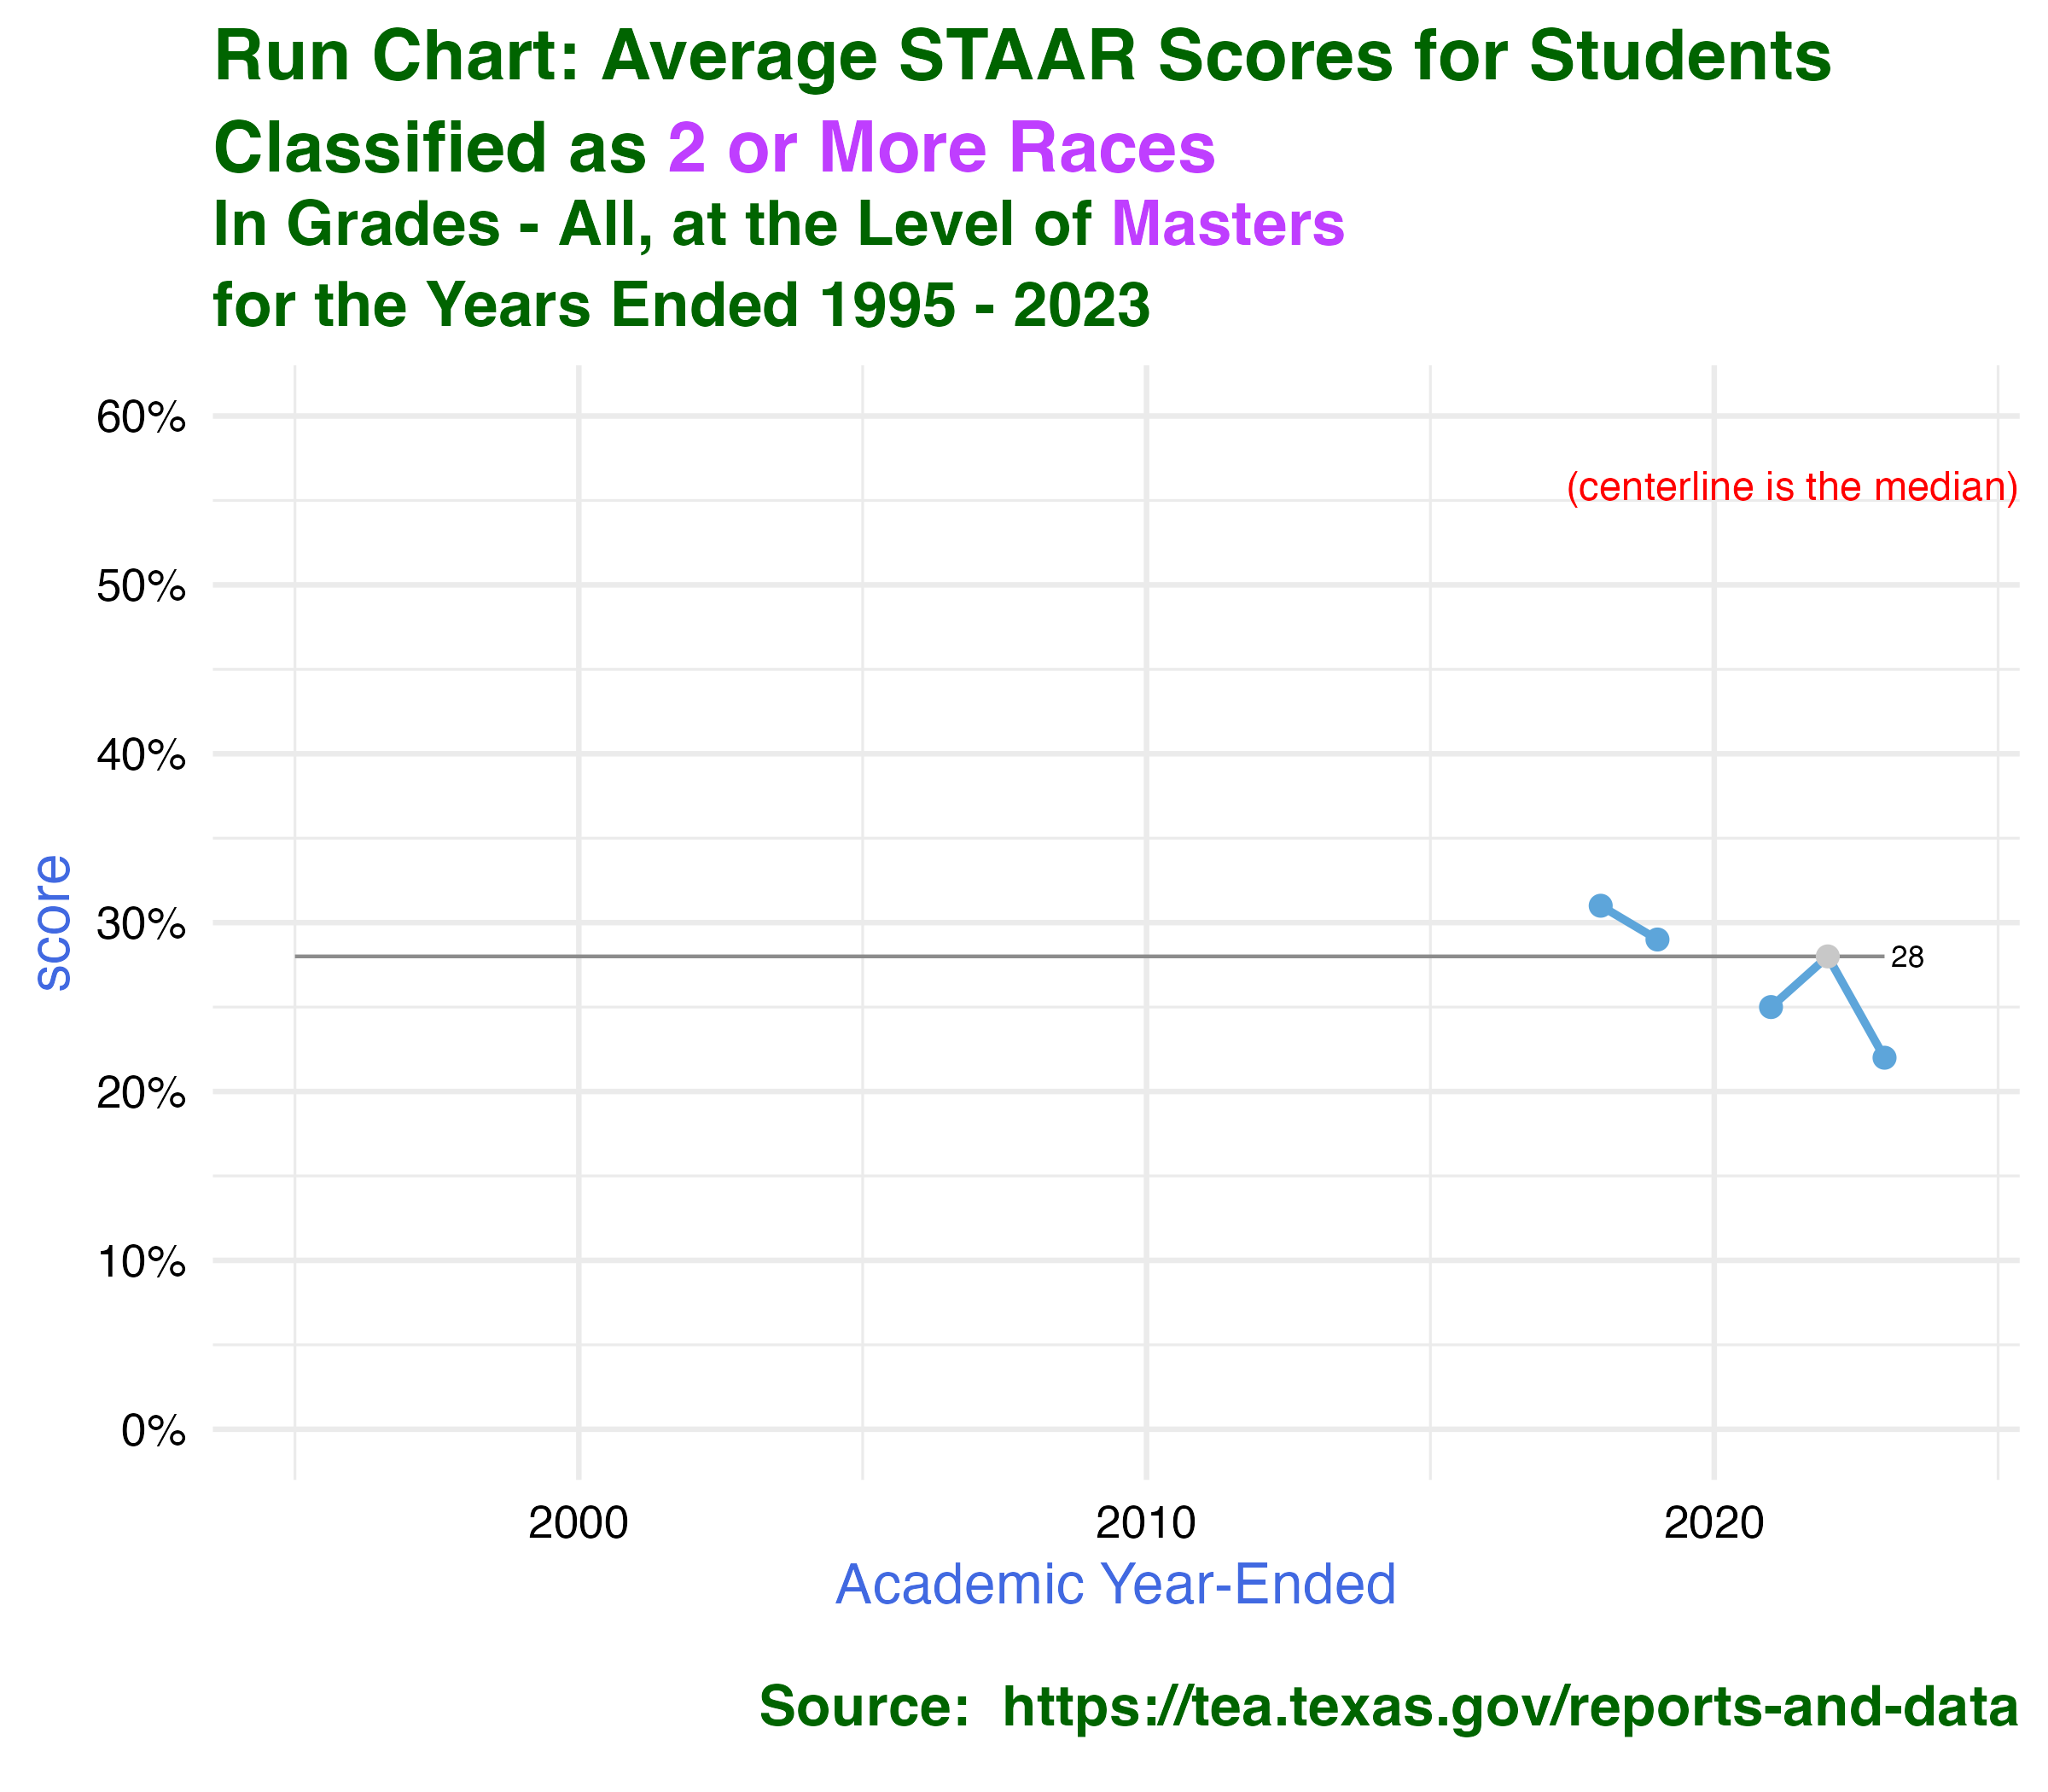 Run Chart: Average STAAR Scores for Students
Classified as 2 or More Races
In Grades - All, at the Level of Masters
for the Years Ended 1995 - 2023
60%
(centerline is the median)
50%
40%
30%
28
20%
10%
0%
score
2000 2010 2020
Academic Year-Ended
Source:  https://tea.texas.gov/reports-and-data